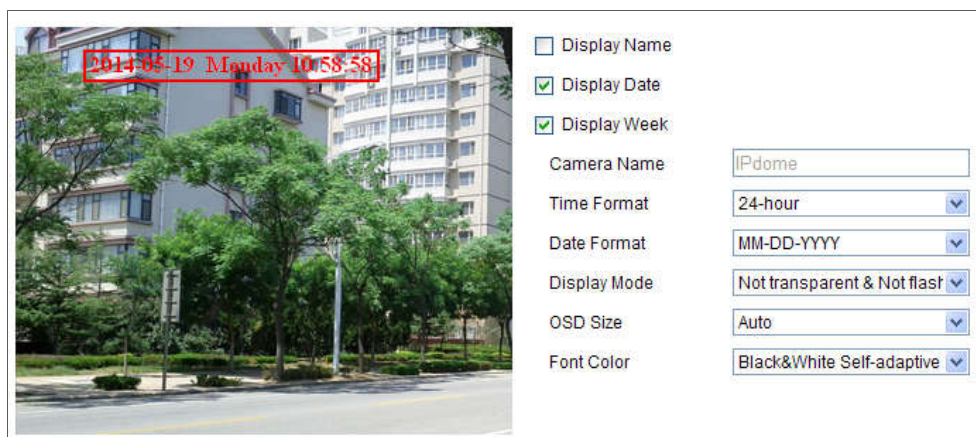 2014-05-19 Monday 10:58:58
Display Name
Display Date
Display Week
Camera Name
IPdome
Time Format
24-hour
Date Format
MM-DD-YYYY
Display Mode
Not transparent & Not flash
OSD Size
Auto
Font Color
Black&White Self-adaptive